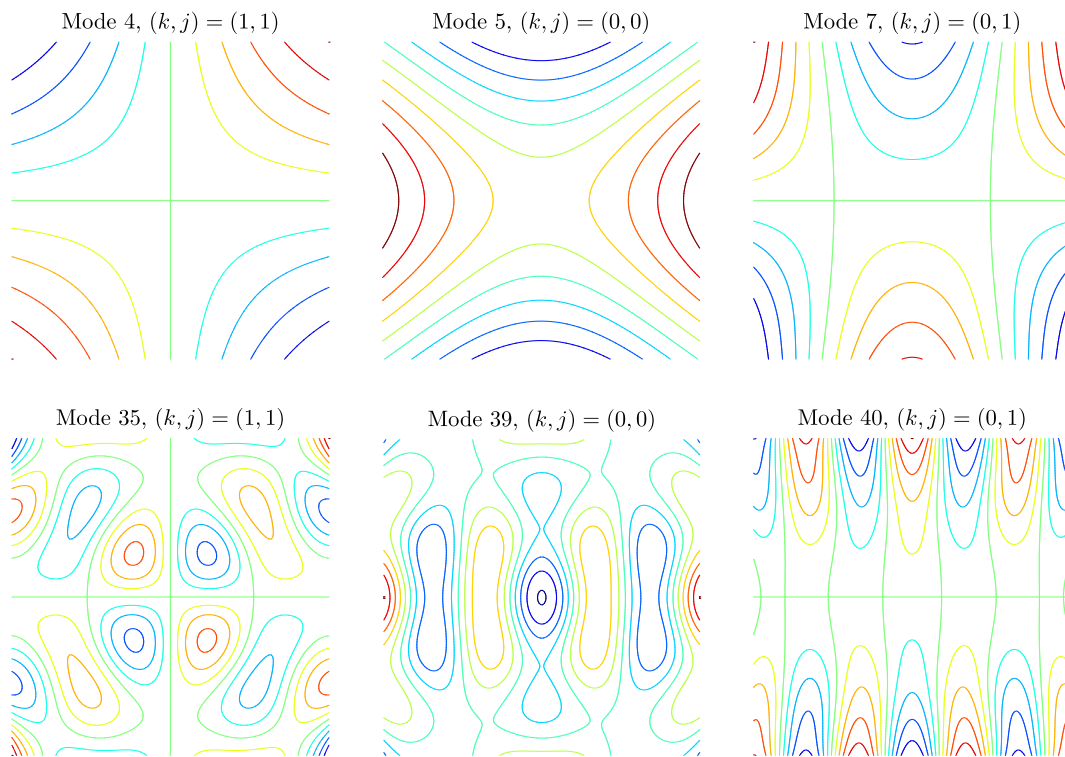 Mode 4, (k, j) = (1, 1)
Mode 5, (k, j) = (0, 0)
Mode 7, (k, j) = (0, 1)
Mode 35, (k, j) = (1, 1)
Mode 39, (k, j) = (0, 0)
Mode 40, (k, j) = (0, 1)